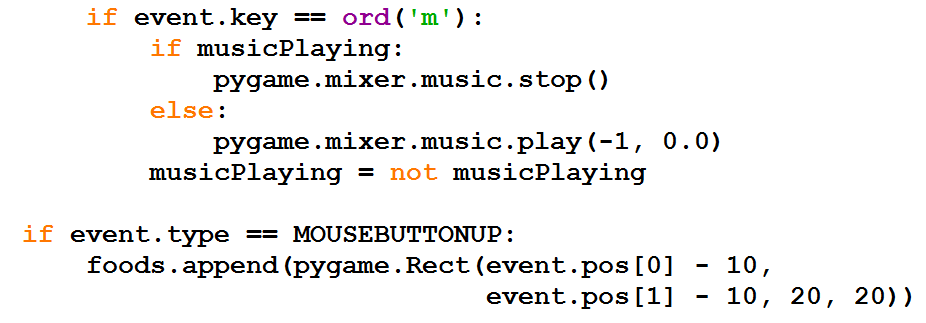 if event.key == ord('m'):
if musicPlaying:
pygame.mixer.music.stop()
else:
pygame.mixer.music.play(-1, 0.0)
musicPlaying = not musicPlaying
if event.type == MOUSEBUTTONUP:
foods.append(pygame.Rect(event.pos[0] - 10,
event.pos[1] - 10, 20, 20))